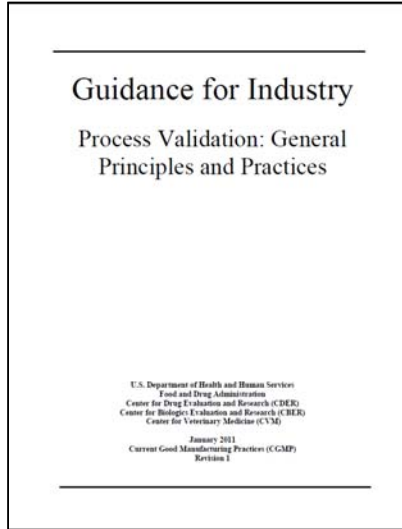 Guidance for Industry
Process Validation: General
Principles and Practices
U.S. Department of Health and Human Services
Food and Drug Administration
Center for Drug Evaluation and Research (CDER)
Center for Biologics Evaluation and Research (CBER)
Center for Veterinary Medicine (CVM)
January 2011
Current Good Manufacturing Practices (CGMP)
Revision 1